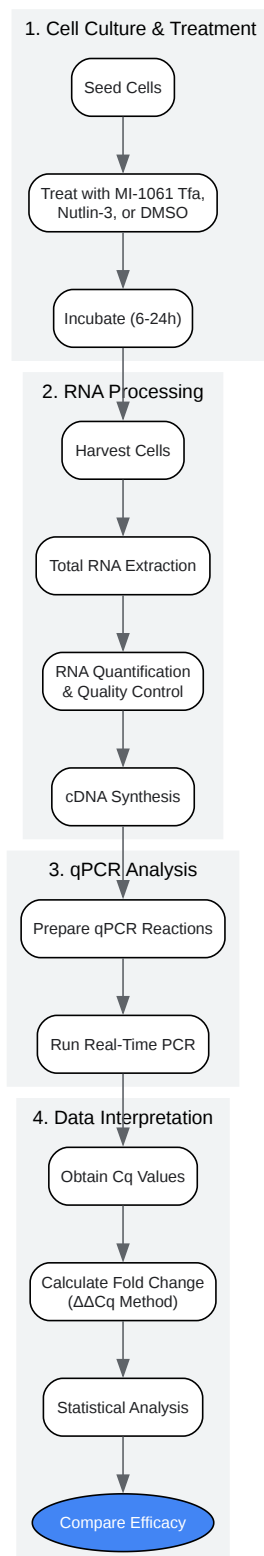 1. Cell Culture & Treatment
Seed Cells
Treat with MI-1061 Tfa,
Nutlin-3, or DMSO
Incubate (6-24h)
2. RNA Processing
Harvest Cells
Total RNA Extraction
RNA Quantification
& Quality Control
cDNA Synthesis
3. qPCR Analysis
Prepare qPCR Reactions
Run Real-Time PCR
4. Data Interpretation
Obtain Cq Values
Calculate Fold Change
(ΔΔCq Method)
Statistical Analysis
Compare Efficacy